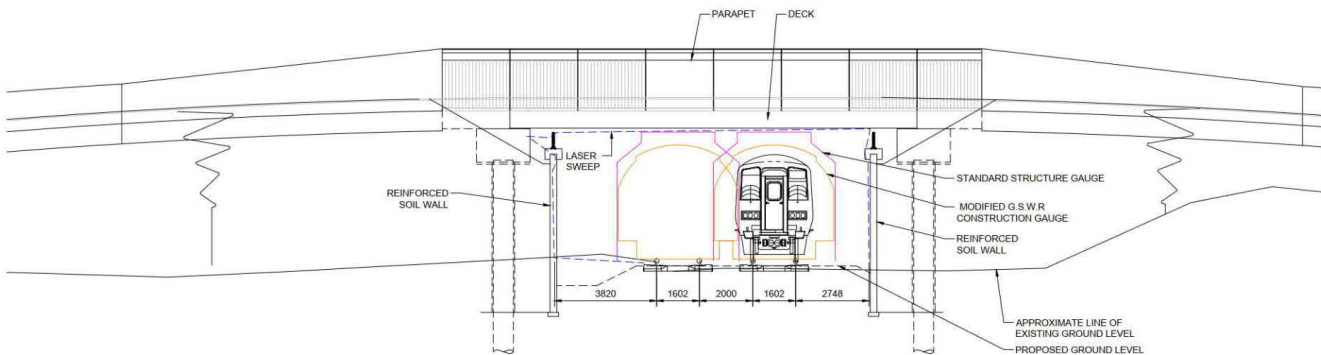 PARAPET
DECK
LASER
SWEEP
STANDARD STRUCTURE GAUGE
REINFORCED
SOIL WALL
MODIFIED G.S.W.R
CONSTRUCTION GAUGE
REINFORCED
SOIL WALL
3820
1602
2000
1602
2748
APPROXIMATE LINE OF
EXISTING GROUND LEVEL
PROPOSED GROUND LEVEL